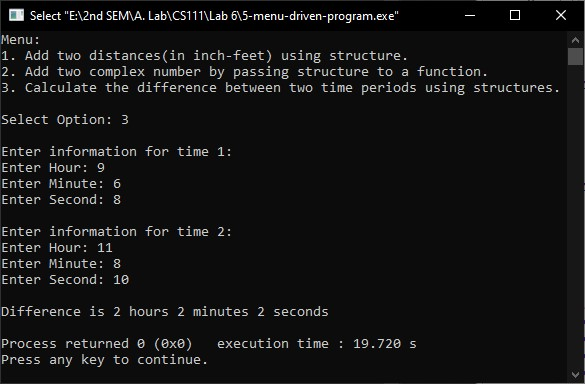 Select "E:\2nd SEM\A. Lab\CS111\Lab 6\5-menu-driven-program.exe"
Menu:
1. Add two distances(in inch-feet) using structure.
2. Add two complex number by passing structure to a function.
3. Calculate the difference between two time periods using structures.
Select Option: 3
Enter information for time 1:
Enter Hour: 9
Enter Minute: 6
Enter Second: 8
Enter information for time 2:
Enter Hour: 11
Enter Minute: 8
Enter Second: 10
Difference is 2 hours 2 minutes 2 seconds
Process returned 0 (0x0)   execution time : 19.720 s
Press any key to continue.